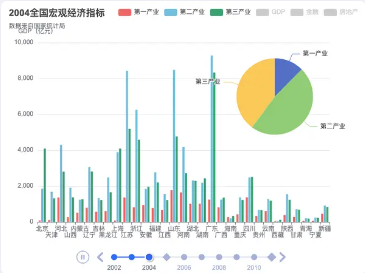 2004全国宏观经济指标
第一产业 第二产业 第三产业 GDP 金融 房地产
数据来自国家统计局
GDP（亿元）
10,000
8,000
6,000
4,000
2,000
0
第一产业
第三产业
第二产业
北京 河北 内蒙古 吉林 上海 浙江 福建 山东 湖北 广东 海南 四川 云南 陕西 青海 新疆
天津 山西 辽宁 黑龙江 江苏 安徽 江西 河南 湖南 广西 重庆 贵州 西藏 甘肃 宁夏
2002 2004 2006 2008 2010